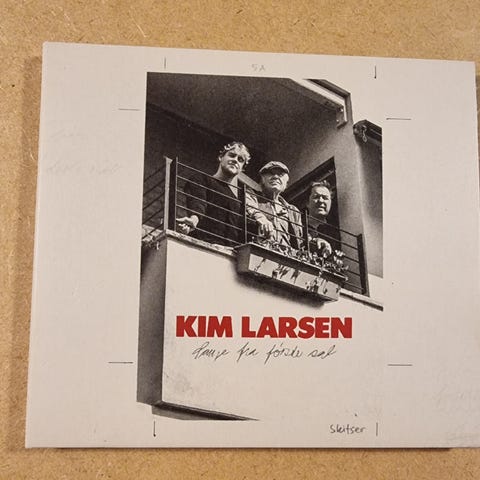 5A
KIM LARSEN
Sange fra første sal
skitser